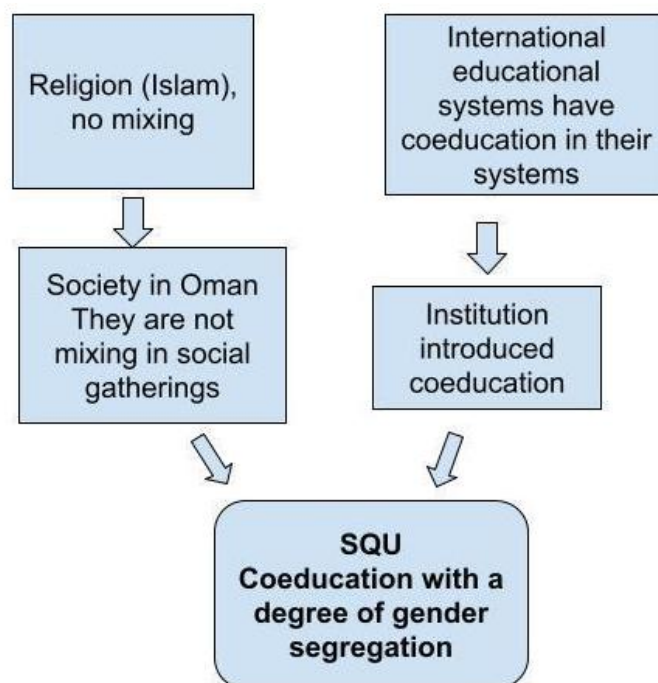 Religion (Islam),
no mixing
International
educational
systems have
coeducation in their
systems
Society in Oman
They are not
mixing in social
gatherings
Institution
introduced
coeducation
SQU
Coeducation with a
degree of gender
segregation